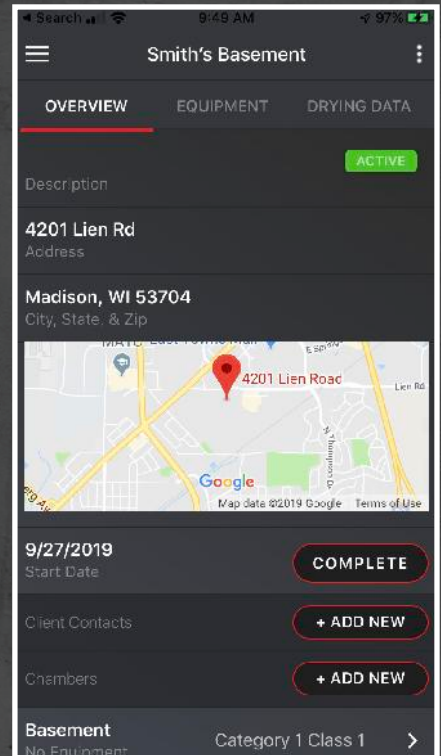 Search
9:49 AM
97%
Smith's Basement
OVERVIEW EQUIPMENT DRYING DATA
ACTIVE
Description
4201 Lien Rd
Address
Madison, WI 53704
City, State, & Zip
4201 Lien Road
Lien Rd
N Thompson Dr
Google
Map data ©2019 Google Terms of Use
9/27/2019
Start Date
COMPLETE
Client Contacts
+ ADD NEW
Chambers
+ ADD NEW
Basement
No Equipment
Category 1 Class 1